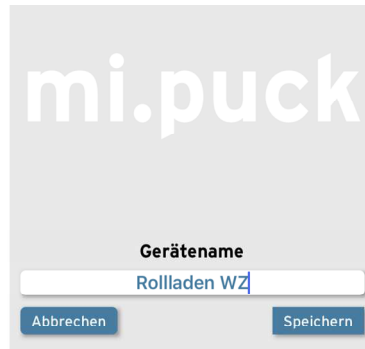 mi.puck
Gerätename
Rollladen WZ
Abbrechen
Speichern